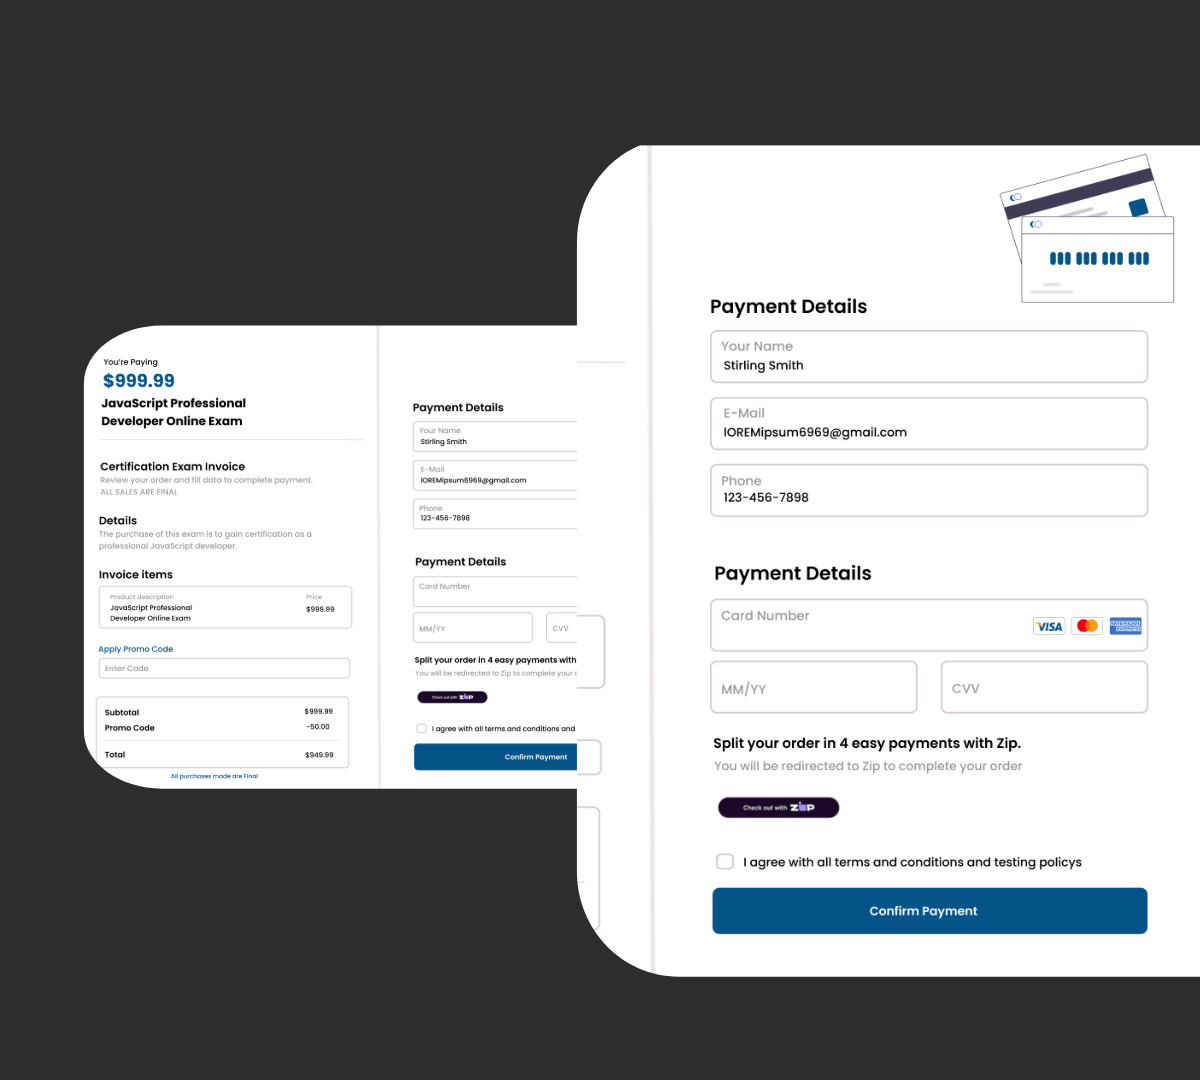 You're Paying
$999.99
JavaScript Professional
Developer Online Exam
Certification Exam Invoice
Review your order and fill data to complete payment.
ALL SALES ARE FINAL
Details
The purchase of this exam is to gain certification as a
professional JavaScript developer.
Invoice items
Product description Price
JavaScript Professional $999.99
Developer Online Exam
Apply Promo Code
Enter Code
Subtotal $999.99
Promo Code -50.00
Total $949.99
All purchases made are Final
Payment Details
Your Name
Stirling Smith
E-Mail
lOREMipsum6969@gmail.com
Phone
123-456-7898
Payment Details
Card Number
MM/YY CVV
Split your order in 4 easy payments with
You will be redirected to Zip to complete your
Check out with ZIP
I agree with all terms and conditions and
Confirm Payment
Payment Details
Your Name
Stirling Smith
E-Mail
lOREMipsum6969@gmail.com
Phone
123-456-7898
Payment Details
Card Number
VISA
AMERICAN
EXPRESS
MM/YY CVV
Split your order in 4 easy payments with Zip.
You will be redirected to Zip to complete your order
Check out with ZIP
I agree with all terms and conditions and testing policys
Confirm Payment